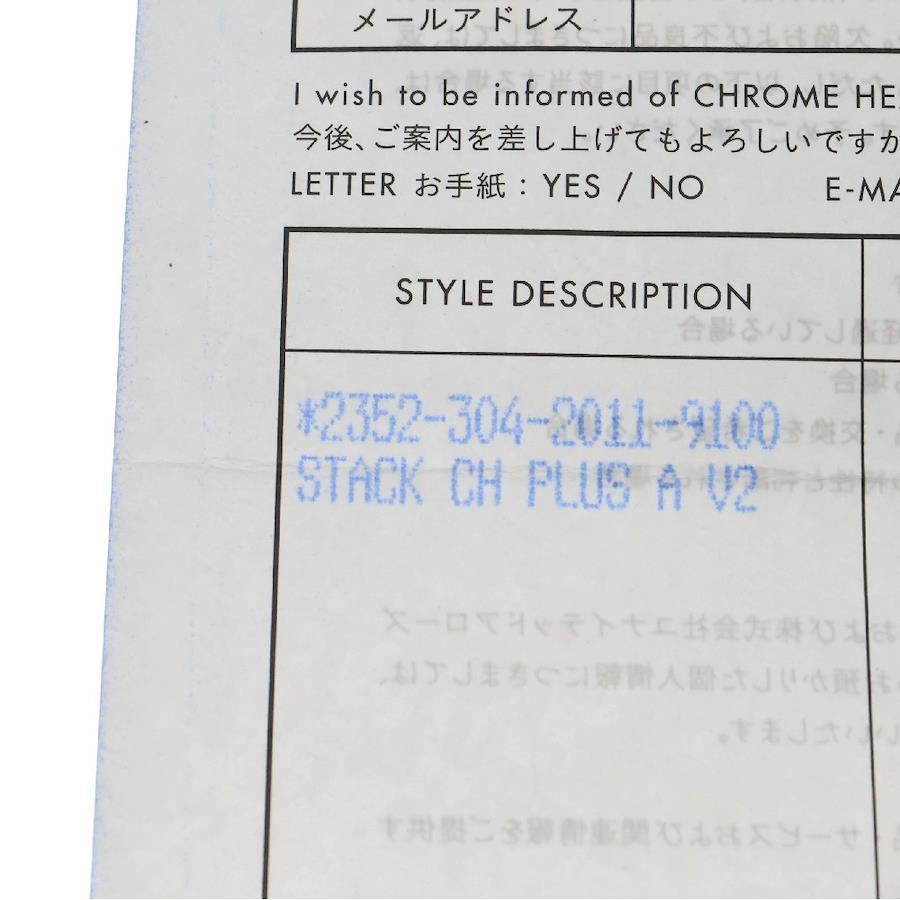 メールアドレス
I wish to be informed of CHROME HE
今後、ご案内を差し上げてもよろしいですか
LETTER お手紙 : YES / NO E-MA
STYLE DESCRIPTION
*2352-304-2011-9100
STACK CH PLUS A V2